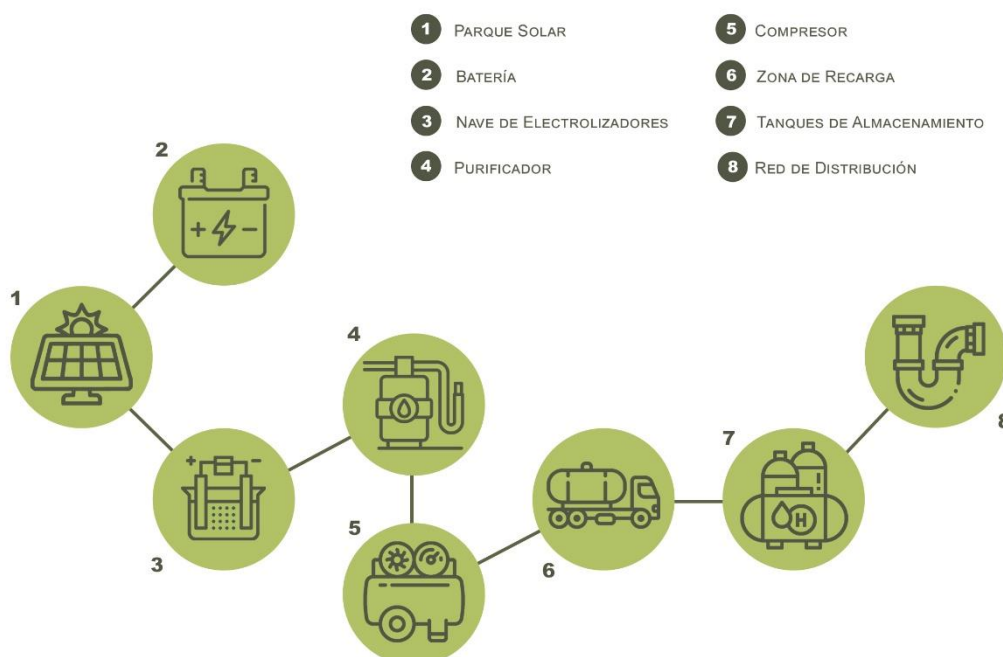 1 PARQUE SOLAR
2 BATERÍA
3 NAVE DE ELECTROLIZADORES
4 PURIFICADOR
5 COMPRESOR
6 ZONA DE RECARGA
7 TANQUES DE ALMACENAMIENTO
8 RED DE DISTRIBUCIÓN
2
+ -
1
4
8
7
+ -
H
3
5
6